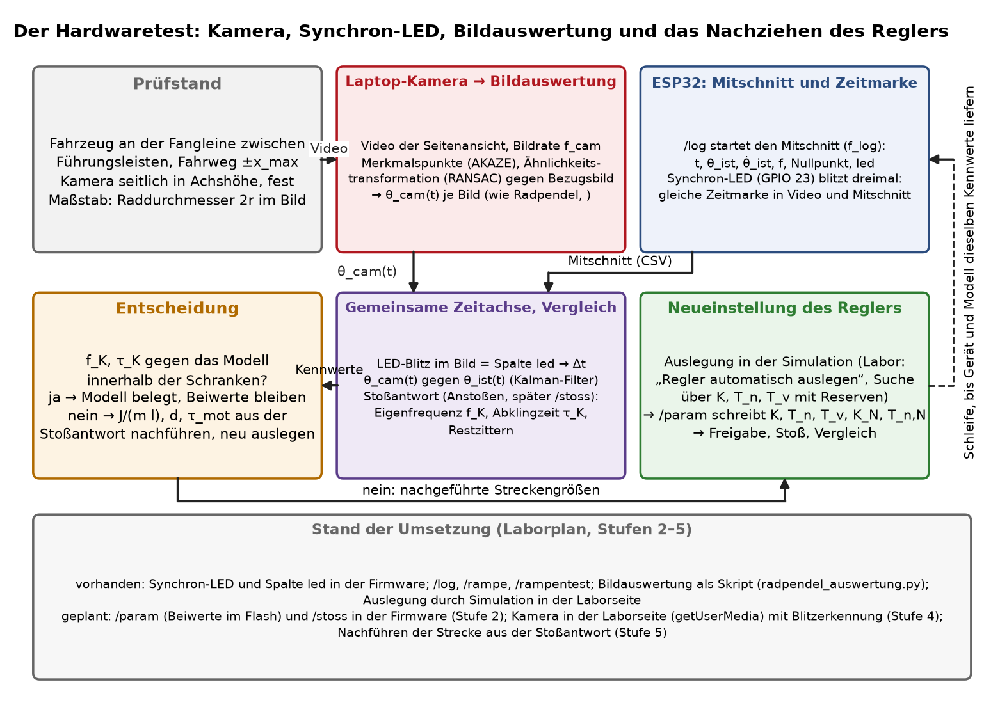 Der Hardwaretest: Kamera, Synchron-LED, Bildauswertung und das Nachziehen des Reglers
Prüfstand
Fahrzeug an der Fangleine zwischen
Führungsleisten, Fahrweg ±x_max
Kamera seitlich in Achshöhe, fest
Maßstab: Raddurchmesser 2r im Bild
Video
Laptop-Kamera → Bildauswertung
Video der Seitenansicht, Bildrate f_cam
Merkmalspunkte (AKAZE), Ähnlichkeits-
transformation (RANSAC) gegen Bezugsbild
→ θ_cam(t) je Bild (wie Radpendel, )
ESP32: Mitschnitt und Zeitmarke
/log startet den Mitschnitt (f_log):
t, θ_ist, θ̇_ist, f, Nullpunkt, led
Synchron-LED (GPIO 23) blitzt dreimal:
gleiche Zeitmarke in Video und Mitschnitt
θ_cam(t)
Mitschnitt (CSV)
Schleife, bis Gerät und Modell dieselben Kennwerte liefern
Entscheidung
f_K, τ_K gegen das Modell
innerhalb der Schranken?
ja → Modell belegt, Beiwerte bleiben
nein → J/(m l), d, τ_mot aus der
Stoßantwort nachführen, neu auslegen
Kennwerte
Gemeinsame Zeitachse, Vergleich
LED-Blitz im Bild = Spalte led → Δt
θ_cam(t) gegen θ_ist(t) (Kalman-Filter)
Stoßantwort (Anstoßen, später /stoss):
Eigenfrequenz f_K, Abklingzeit τ_K,
Restzittern
Neueinstellung des Reglers
Auslegung in der Simulation (Labor:
„Regler automatisch auslegen“, Suche
über K, T_n, T_v mit Reserven)
→ /param schreibt K, T_n, T_v, K_N, T_n,N
→ Freigabe, Stoß, Vergleich
nein: nachgeführte Streckengrößen
Stand der Umsetzung (Laborplan, Stufen 2–5)
vorhanden: Synchron-LED und Spalte led in der Firmware; /log, /rampe, /rampentest; Bildauswertung als Skript (radpendel_auswertung.py);
Auslegung durch Simulation in der Laborseite
geplant: /param (Beiwerte im Flash) und /stoss in der Firmware (Stufe 2); Kamera in der Laborseite (getUserMedia) mit Blitzerkennung (Stufe 4);
Nachführen der Strecke aus der Stoßantwort (Stufe 5)